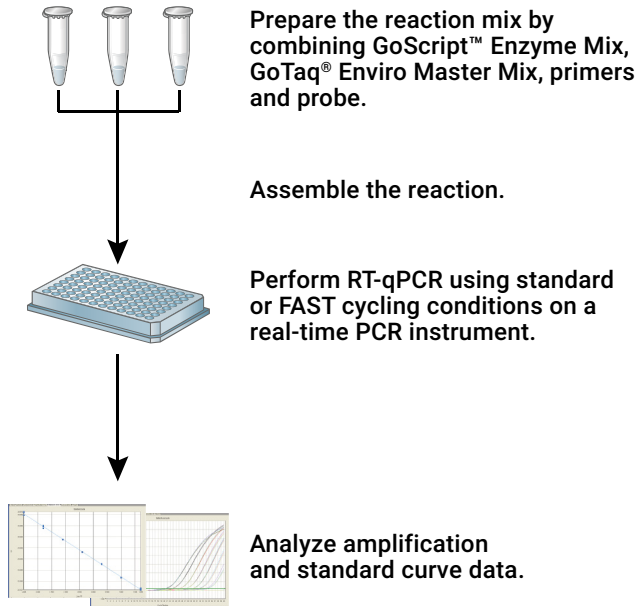 Prepare the reaction mix by
combining GoScript™ Enzyme Mix,
GoTaq® Enviro Master Mix, primers
and probe.
Assemble the reaction.
Perform RT-qPCR using standard
or FAST cycling conditions on a
real-time PCR instrument.
Analyze amplification
and standard curve data.